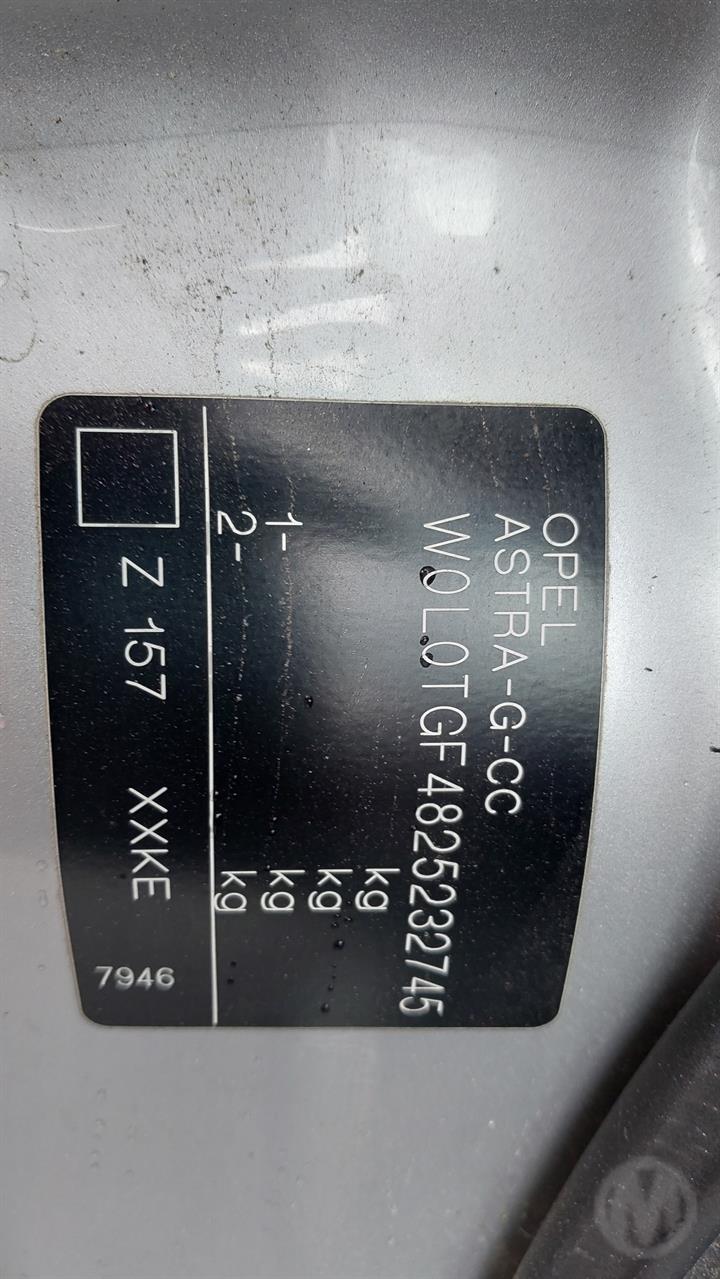 OPEL
ASTRA-G-CC
W0L0TGF4825232745
kg
kg
1- kg
2- kg
Z 157 XXKE
7946